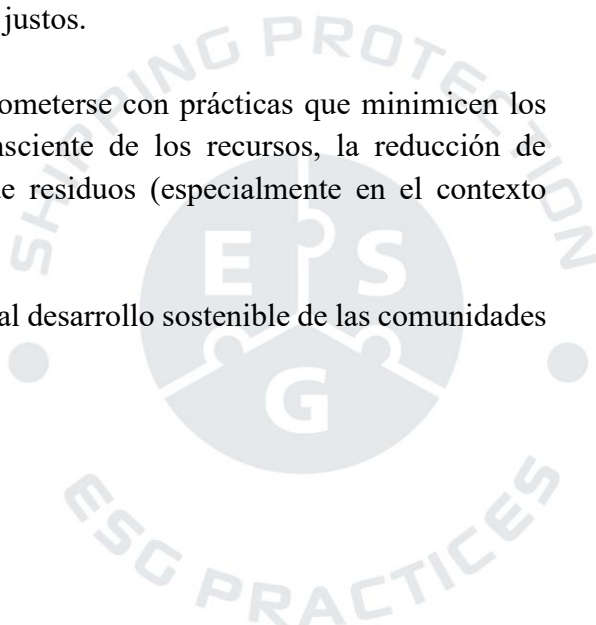 justos.
ometerse con prácticas que minimicen los
nsciente de los recursos, la reducción de
le residuos (especialmente en el contexto
al desarrollo sostenible de las comunidades
SHIPPING PROTECTION
E S
G
ESG PRACTICES